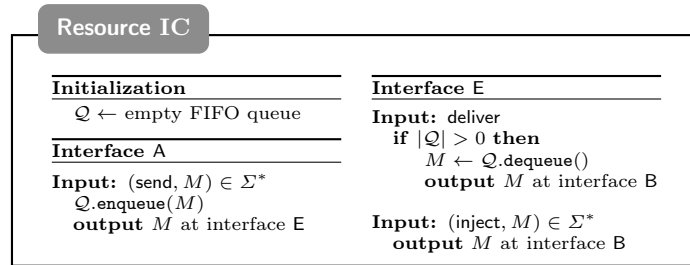 Resource IC
Initialization
𝒬 ← empty FIFO queue
Interface A
Input: (send, M) ∈ Σ*
𝒬.enqueue(M)
output M at interface E
Interface E
Input: deliver
if |𝒬| > 0 then
M ← 𝒬.dequeue()
output M at interface B
Input: (inject, M) ∈ Σ*
output M at interface B